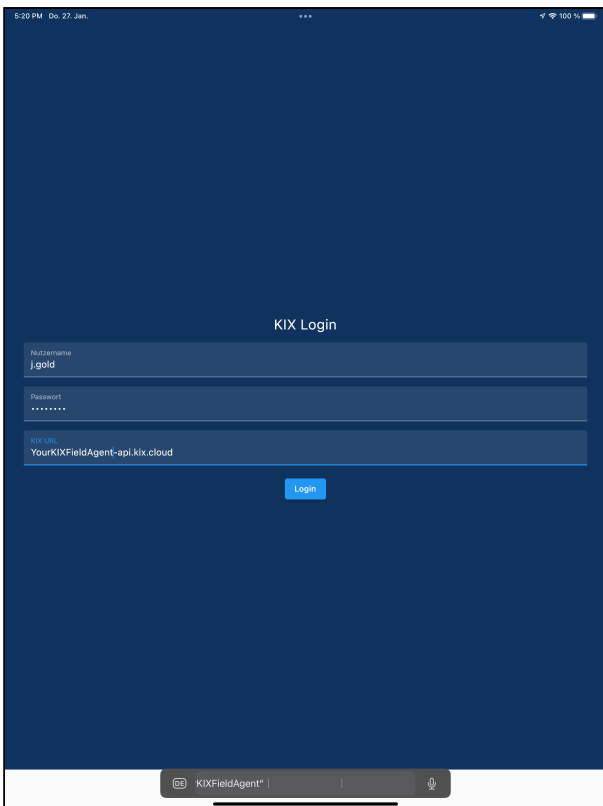 5:20 PM Do. 27. Jan.
100 %
KIX Login
Nutzername
j.gold
Passwort
••••••••
KIX URL
YourKIXFieldAgent-api.kix.cloud
Login
DE "KIXFieldAgent"